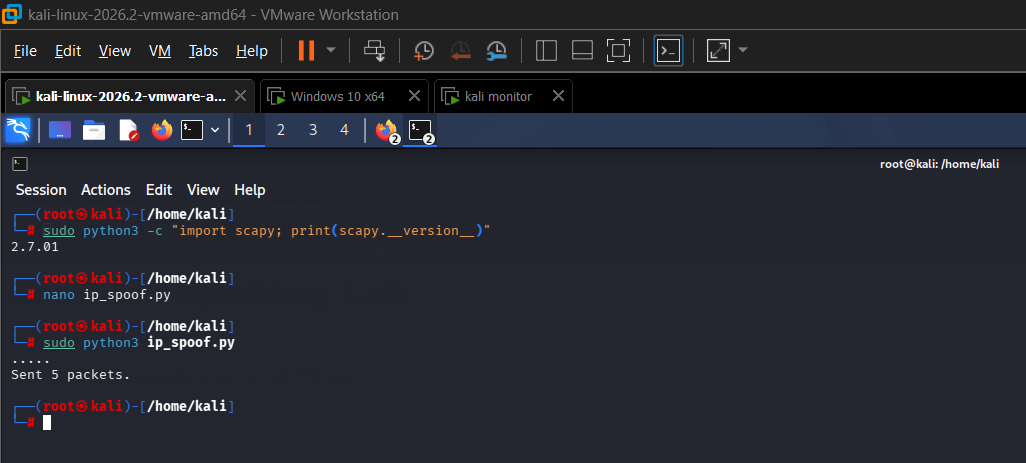 kali-linux-2026.2-vmware-amd64 - VMware Workstation
File Edit View VM Tabs Help
kali-linux-2026.2-vmware-a... Windows 10 x64 kali monitor
1 2 3 4 2 2
root@kali: /home/kali
Session Actions Edit View Help
┌──(root㉿kali)-[/home/kali]
└─# sudo python3 -c "import scapy; print(scapy.__version__)"
2.7.01
┌──(root㉿kali)-[/home/kali]
└─# nano ip_spoof.py
┌──(root㉿kali)-[/home/kali]
└─# sudo python3 ip_spoof.py
.....
Sent 5 packets.
┌──(root㉿kali)-[/home/kali]
└─#